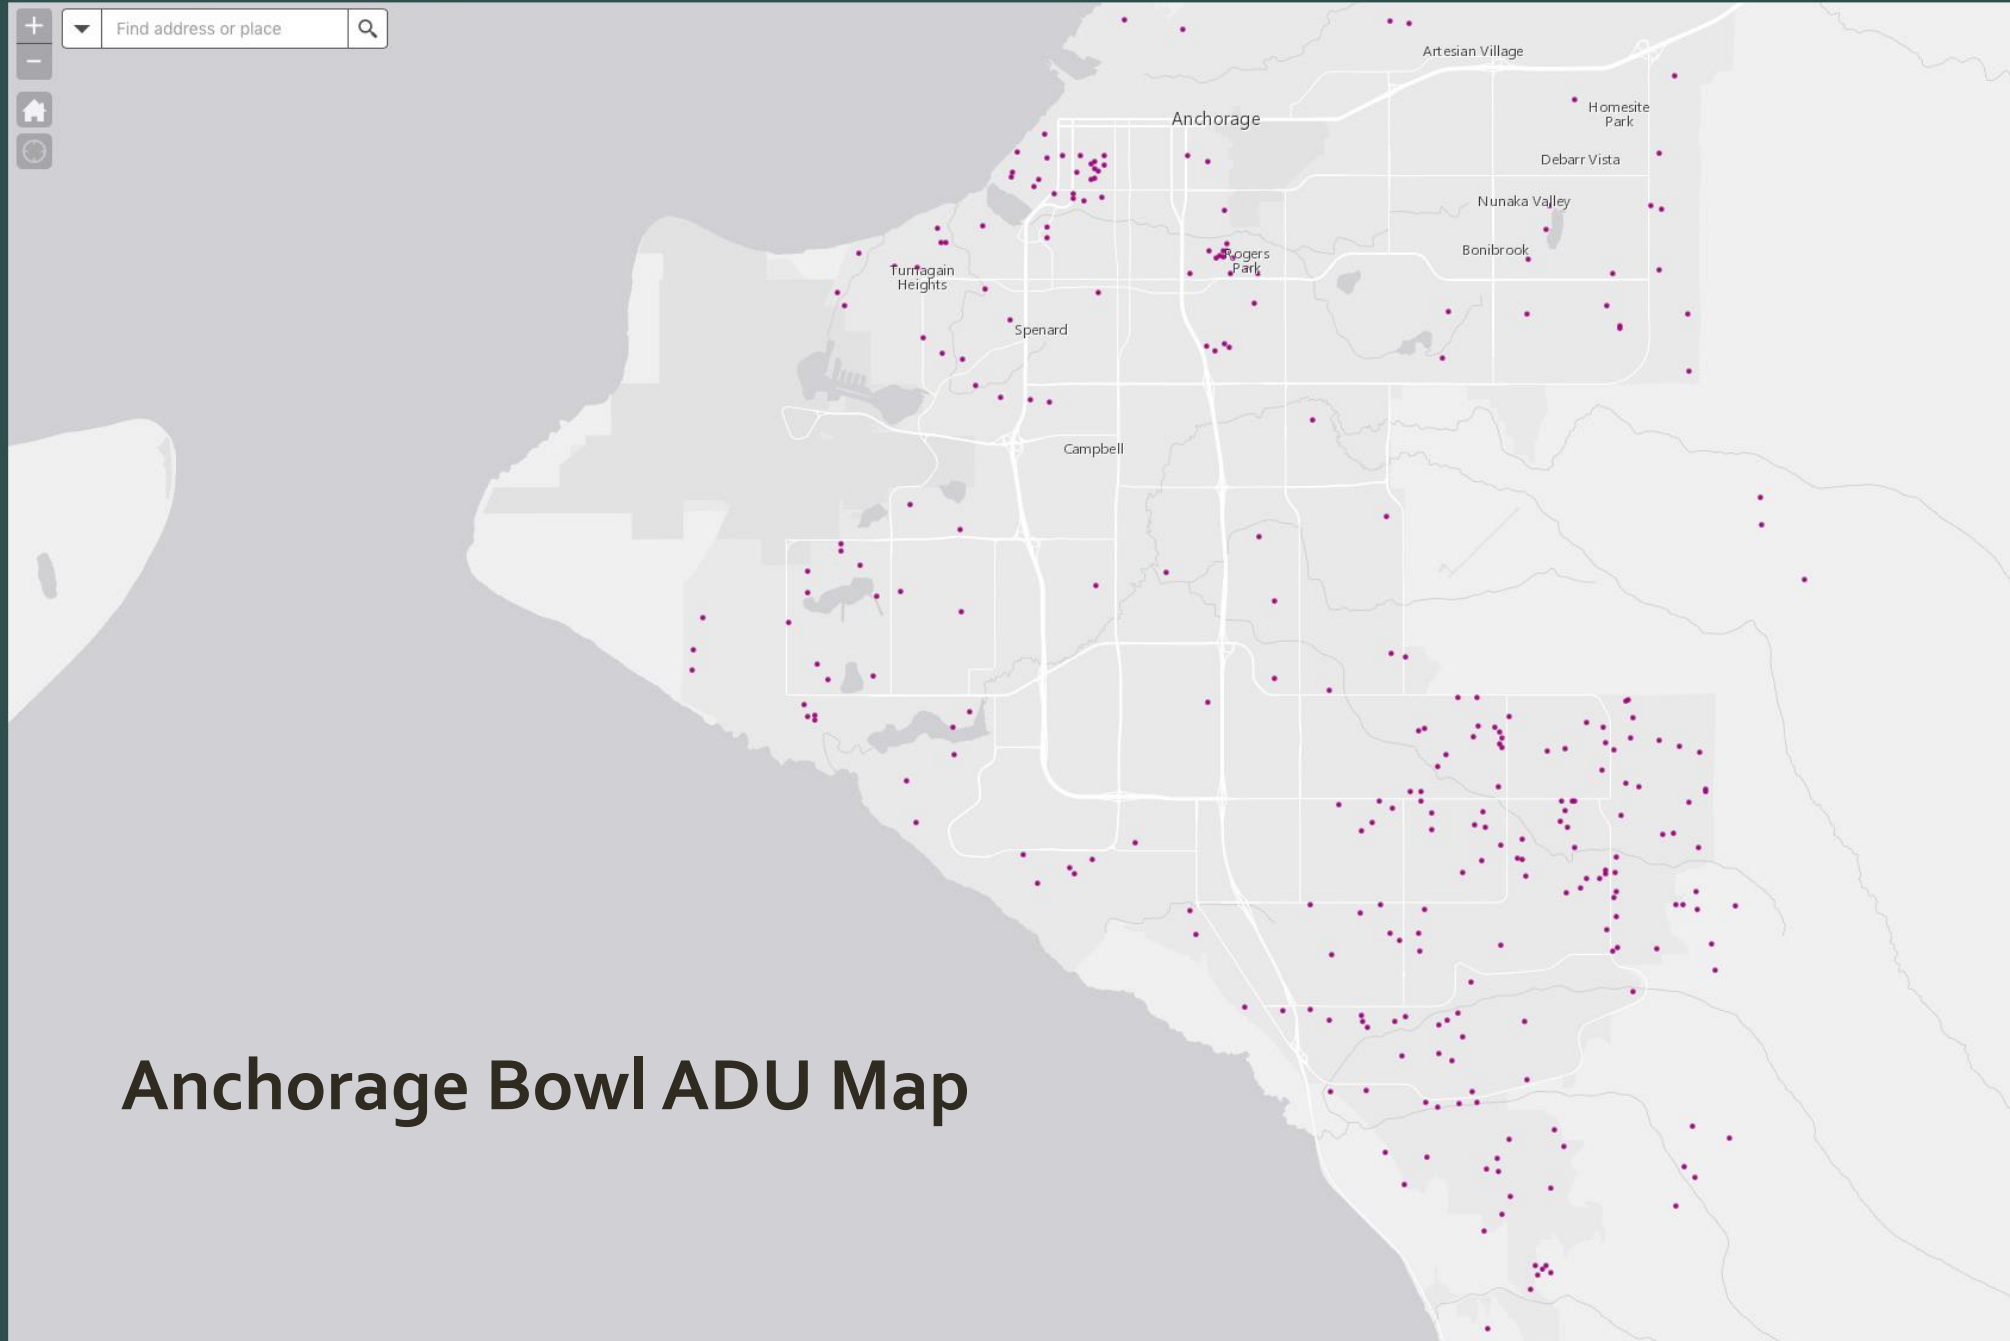 +
Find address or place
−
Artesian Village
Homesite
Park
Anchorage
Debarr Vista
Nunaka Valley
Bonibrook
Rogers
Park
Turnagain
Heights
Spenard
Campbell
Anchorage Bowl ADU Map